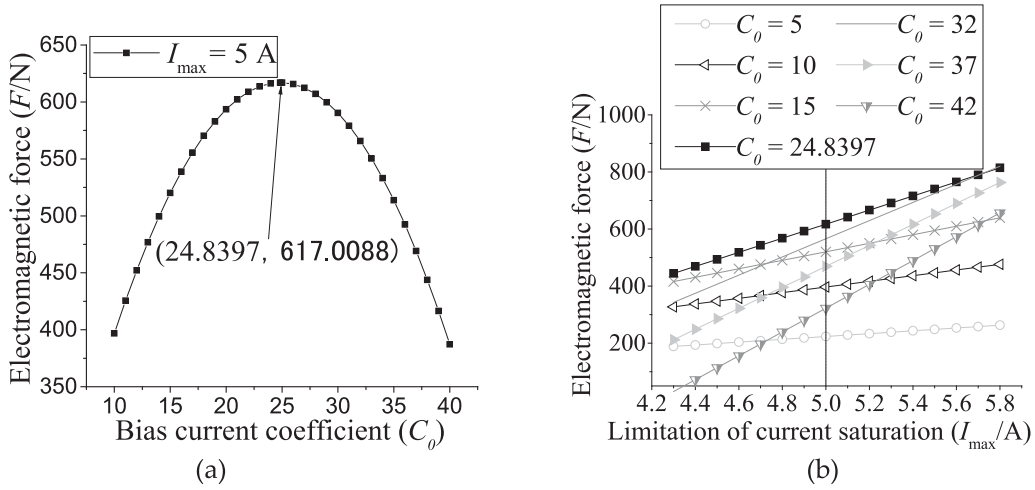 I_max = 5 A
Electromagnetic force (F/N)
650
600
550
500
450
400
350
(24.8397, 617.0088)
10 15 20 25 30 35 40
Bias current coefficient (C_0)
(a)
C_0 = 5
C_0 = 32
C_0 = 10
C_0 = 37
C_0 = 15
C_0 = 42
C_0 = 24.8397
Electromagnetic force (F/N)
1000
800
600
400
200
4.2 4.4 4.6 4.8 5.0 5.2 5.4 5.6 5.8
Limitation of current saturation (I_max/A)
(b)